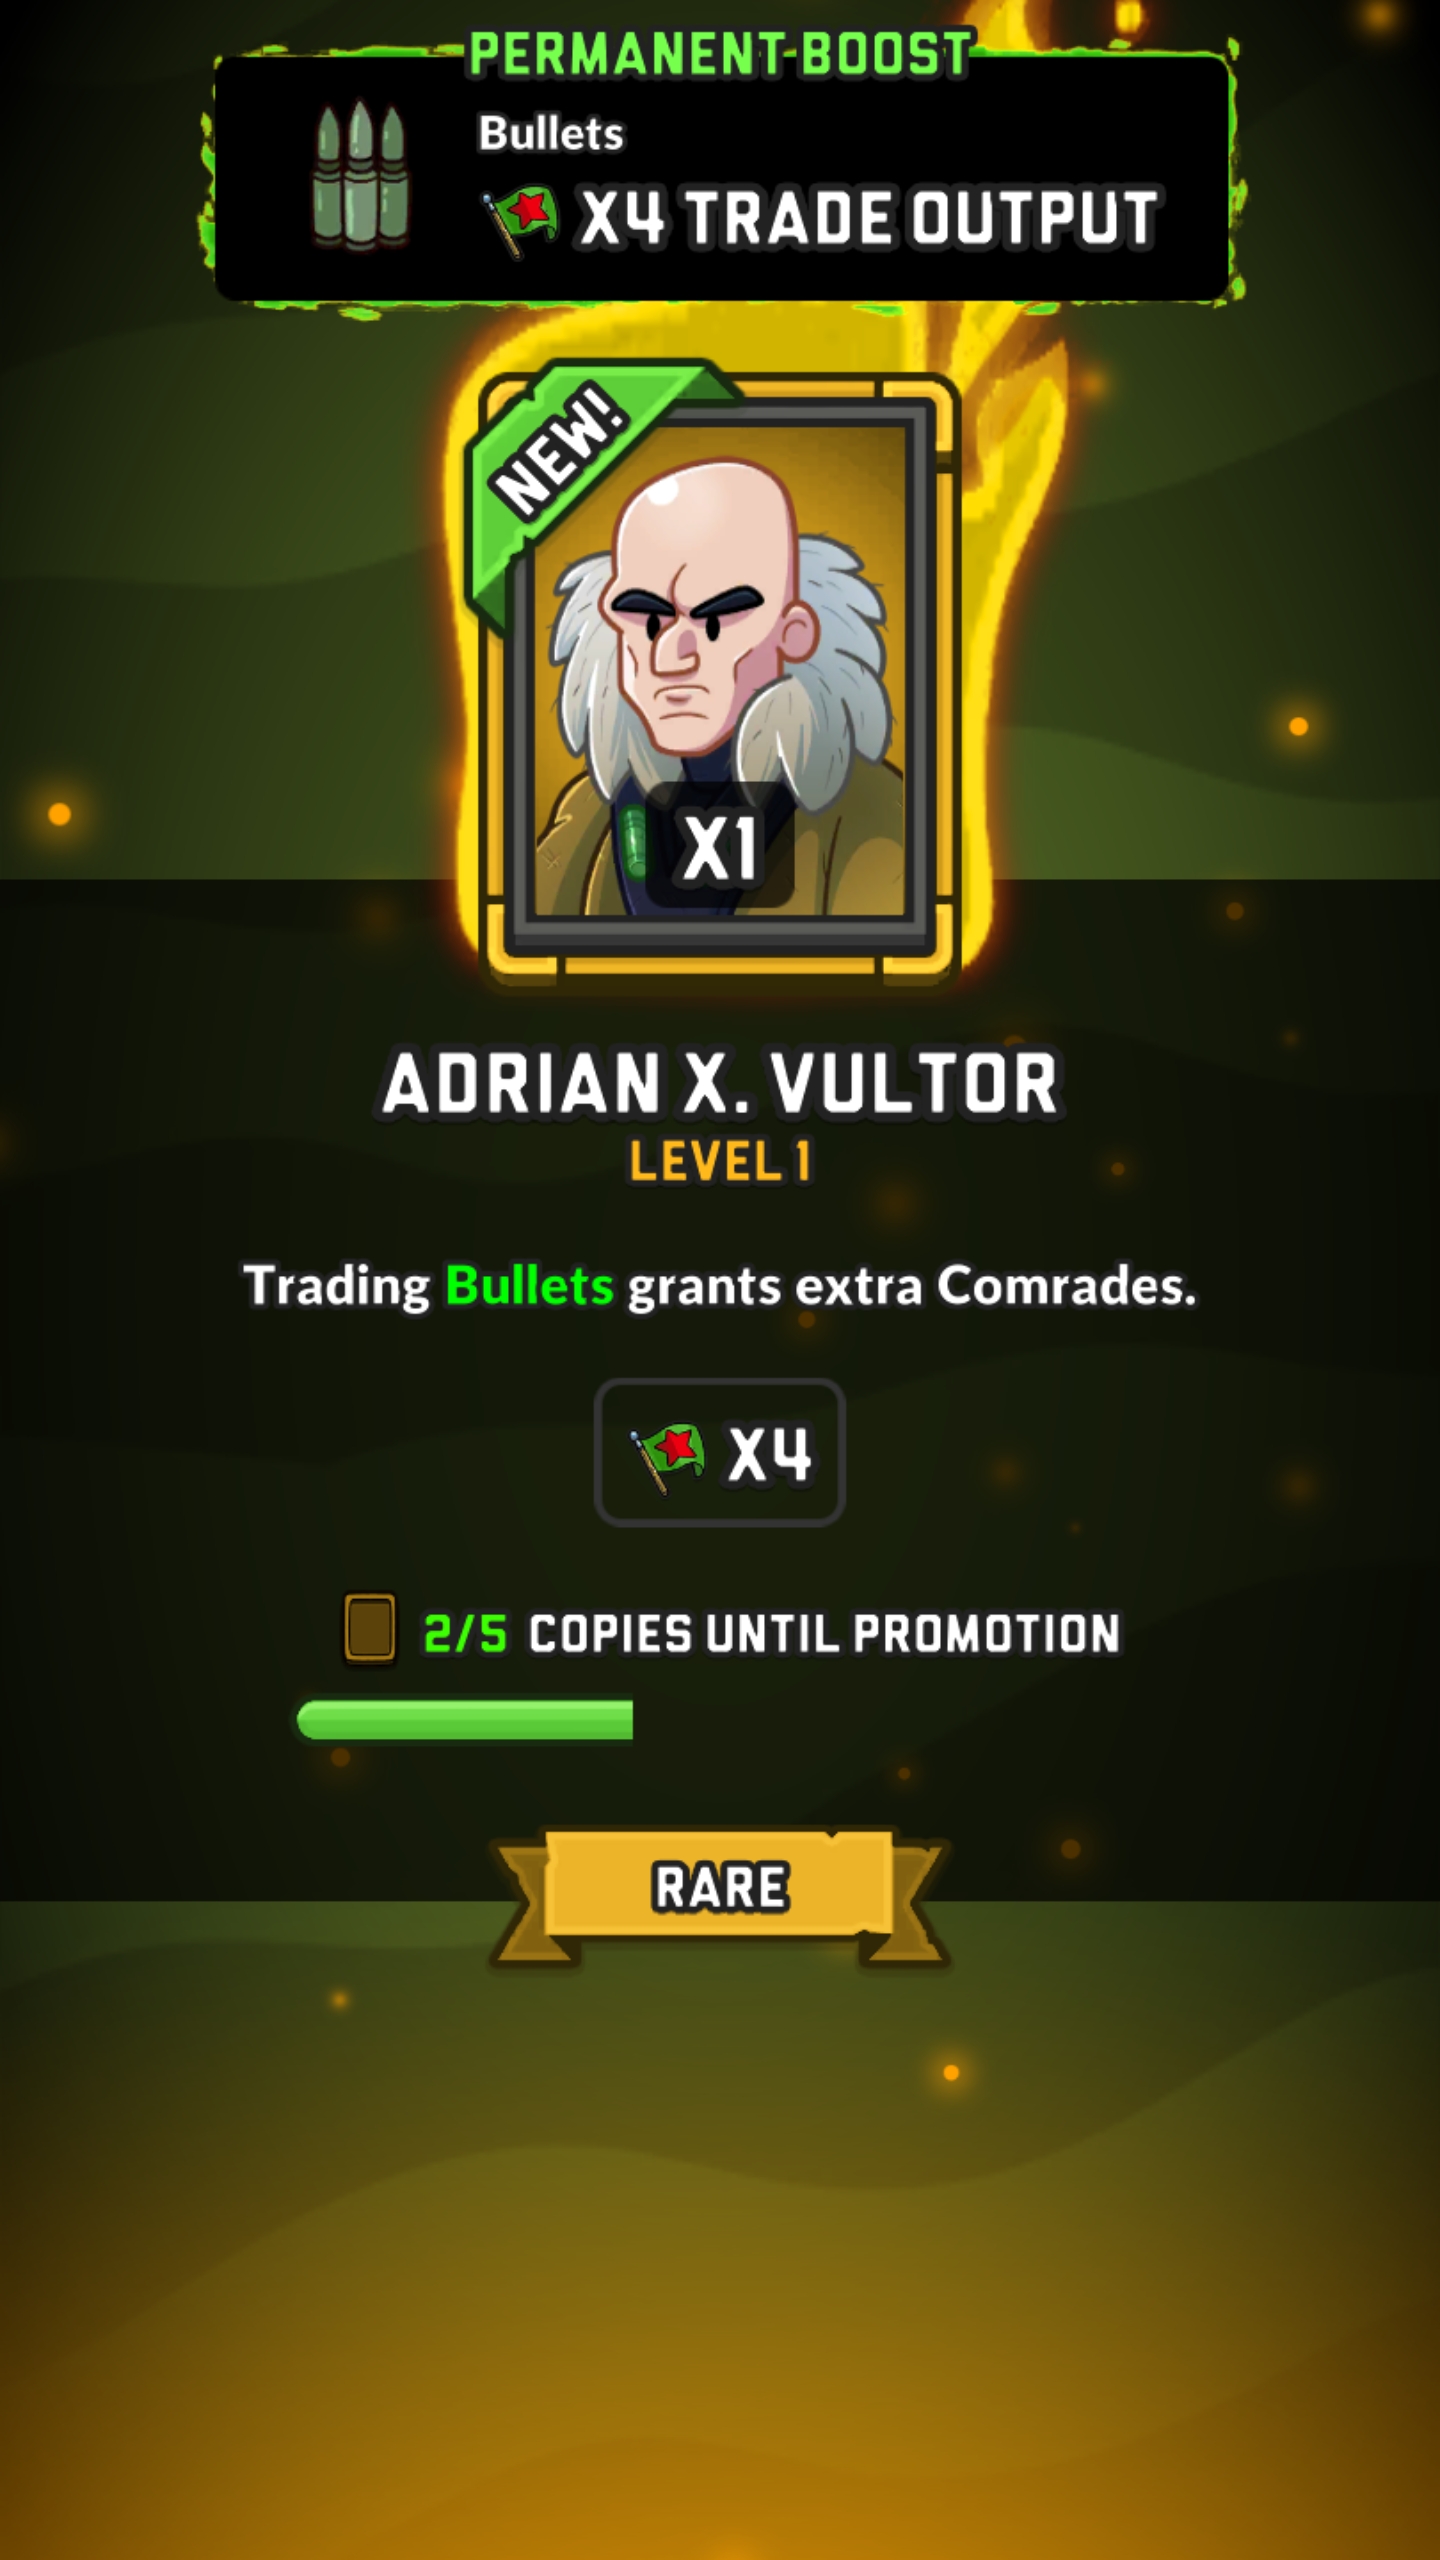 PERMANENT BOOST
Bullets
X4 TRADE OUTPUT
NEW!
X1
ADRIAN X. VULTOR
LEVEL 1
Trading Bullets grants extra Comrades.
X4
2/5 COPIES UNTIL PROMOTION
RARE